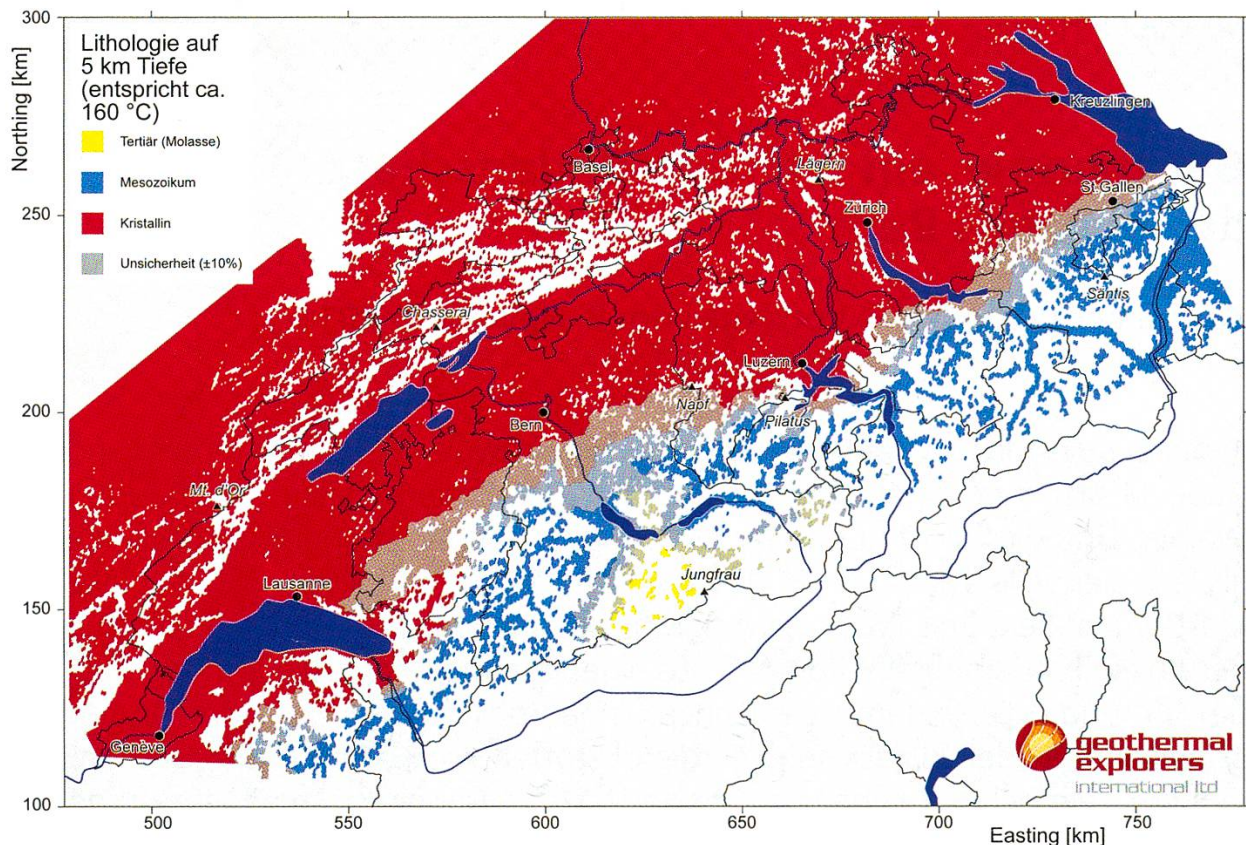 300
250
200
150
100
Northing [km]
Lithologie auf
5 km Tiefe
(entspricht ca.
160 °C)
Tertiär (Molasse)
Mesozoikum
Kristallin
Unsicherheit (±10%)
Kreuzlingen
Basel
Lägern
St.Gallen
Zürich
Säntis
Chasseral
Luzern
Napf
Pilatus
Bern
Mt. d'Or
Jungfrau
Lausanne
Genève
geothermal
explorers
international ltd
500
550
600
650
700
750
Easting [km]